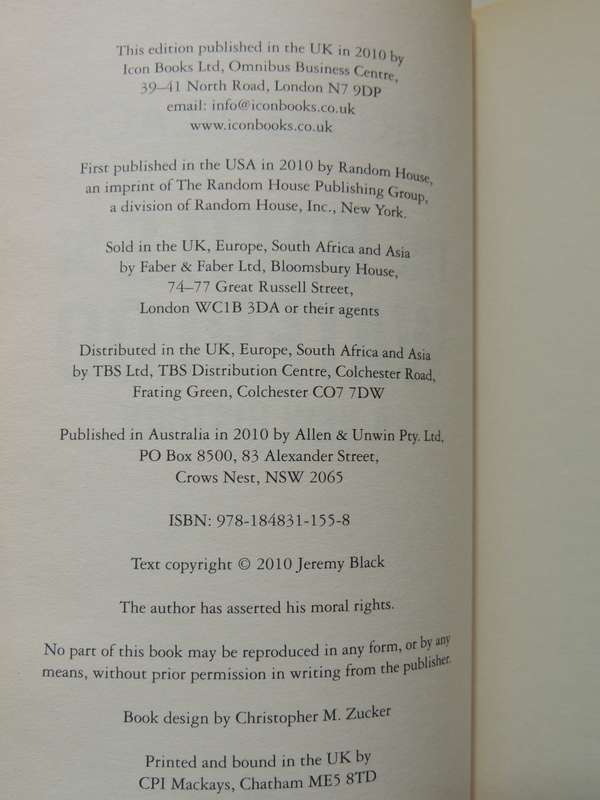 This edition published in the UK in 2010 by
Icon Books Ltd, Omnibus Business Centre,
39–41 North Road, London N7 9DP
email: info@iconbooks.co.uk
www.iconbooks.co.uk
First published in the USA in 2010 by Random House,
an imprint of The Random House Publishing Group,
a division of Random House, Inc., New York.
Sold in the UK, Europe, South Africa and Asia
by Faber & Faber Ltd, Bloomsbury House,
74–77 Great Russell Street,
London WC1B 3DA or their agents
Distributed in the UK, Europe, South Africa and Asia
by TBS Ltd, TBS Distribution Centre, Colchester Road,
Frating Green, Colchester CO7 7DW
Published in Australia in 2010 by Allen & Unwin Pty. Ltd.
PO Box 8500, 83 Alexander Street,
Crows Nest, NSW 2065
ISBN: 978-184831-155-8
Text copyright © 2010 Jeremy Black
The author has asserted his moral rights.
No part of this book may be reproduced in any form, or by any
means, without prior permission in writing from the publisher.
Book design by Christopher M. Zucker
Printed and bound in the UK by
CPI Mackays, Chatham ME5 8TD